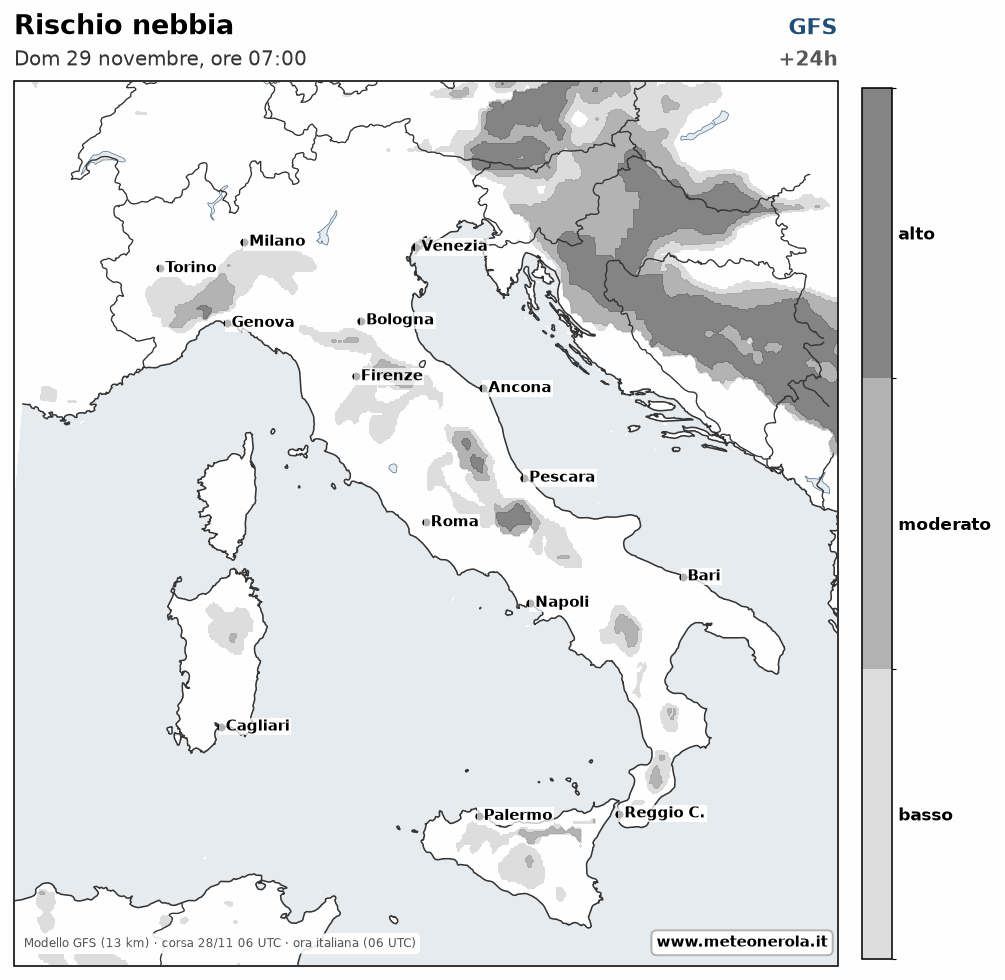 Rischio nebbia
GFS
Dom 29 novembre, ore 07:00
+24h
alto
Milano
Venezia
Torino
Genova
Bologna
Firenze
Ancona
Pescara
Roma
moderato
Bari
Napoli
Cagliari
Palermo
Reggio C.
basso
Modello GFS (13 km) · corsa 28/11 06 UTC · ora italiana (06 UTC)
www.meteonerola.it